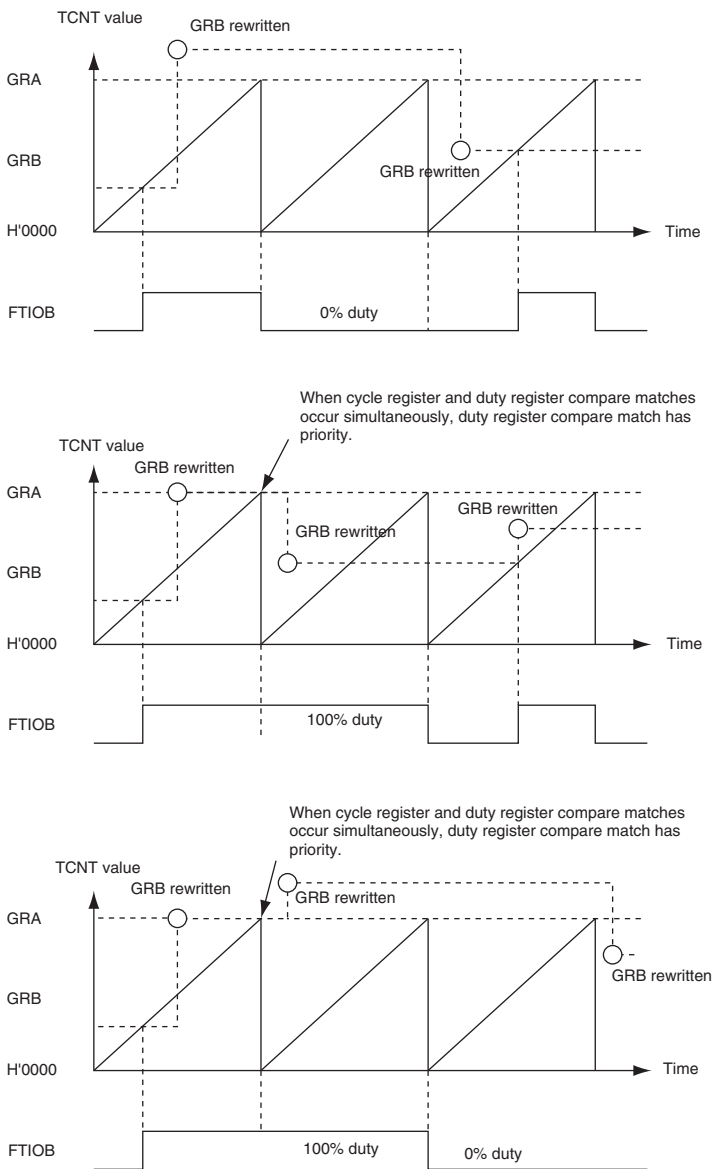 TCNT value
GRB rewritten
GRA
GRB
GRB rewritten
H'0000
Time
FTIOB
0% duty
When cycle register and duty register compare matches
occur simultaneously, duty register compare match has
priority.
TCNT value
GRB rewritten
GRA
GRB rewritten
GRB rewritten
GRB
H'0000
Time
FTIOB
100% duty
When cycle register and duty register compare matches
occur simultaneously, duty register compare match has
priority.
TCNT value
GRB rewritten
GRB rewritten
GRA
GRB rewritten
GRB
H'0000
Time
FTIOB
100% duty
0% duty